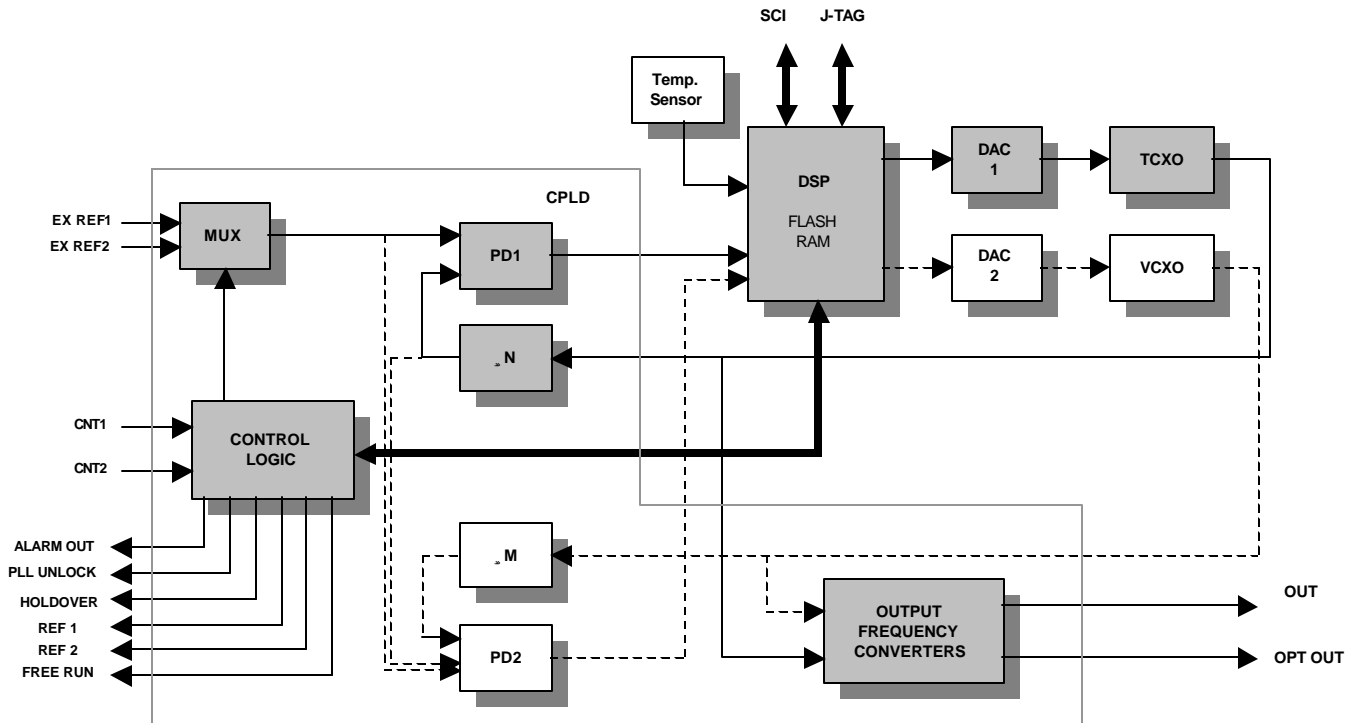 SCI J-TAG
Temp.
Sensor
DSP
FLASH
RAM
DAC
1
TCXO
CPLD
EX REF1
EX REF2
MUX
PD1
DAC
2
VCXO
N
CNT1
CNT2
CONTROL
LOGIC
ALARM OUT
PLL UNLOCK
HOLDOVER
REF 1
REF 2
FREE RUN
M
PD2
OUTPUT
FREQUENCY
CONVERTERS
OUT
OPT OUT